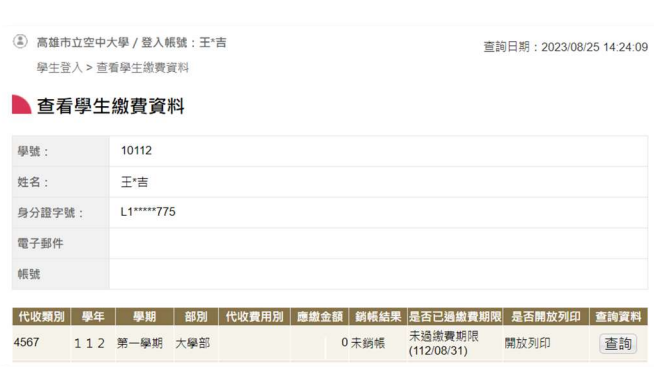 高雄市立空中大學 / 登入帳號：王*吉
查詢日期：2023/08/25 14:24:09
學生登入 > 查看學生繳費資料
查看學生繳費資料
學號： 10112
姓名： 王*吉
身分證字號： L1*****775
電子郵件
帳號
代收類別 學年 學期 部別 代收費用別 應繳金額 銷帳結果 是否已過繳費期限 是否開放列印 查詢資料
4567 １１２ 第一學期 大學部 0 未銷帳 未過繳費期限 開放列印 查詢
(112/08/31)